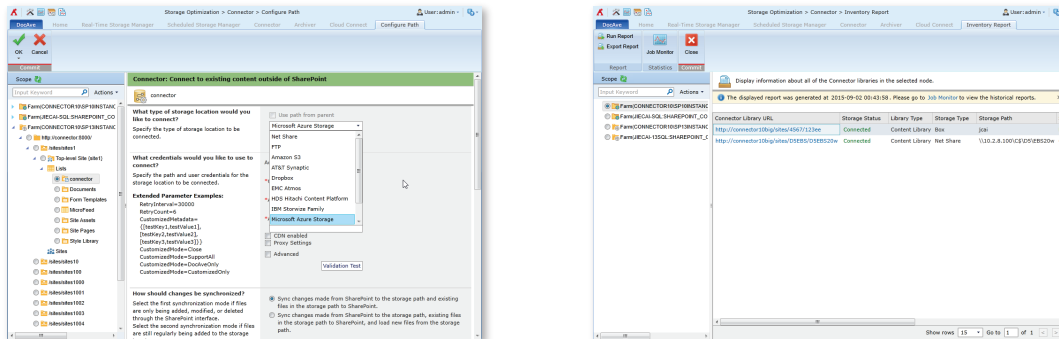 Storage Optimization > Connector > Configure Path
User: admin
DocAve Home Real-Time Storage Manager Scheduled Storage Manager Connector Archiver Cloud Connect Configure Path
OK Cancel
Commit
Scope
Input Keyword Actions
Farm(CONNECTOR10\SP10INSTANC
Farm(JIECAI-SQL:SHAREPOINT_CO
Farm(CONNECTOR10\SP13INSTANC
http://connector:8000/
/sites/sites1
Top-level Site (site1)
Lists
connector
Documents
Form Templates
MicroFeed
Site Assets
Site Pages
Style Library
Sites
/sites/sites10
/sites/sites100
/sites/sites1000
/sites/sites1001
/sites/sites1002
/sites/sites1003
/sites/sites1004
Connector: Connect to existing content outside of SharePoint
connector
What type of storage location would you
like to connect?
Specify the type of storage location to be
connected.
What credentials would you like to use to
connect?
Specify the path and user credentials for the
storage location to be connected.
Extended Parameter Examples:
RetryInterval=30000
RetryCount=6
CustomizedMetadata=
{[testKey1,testValue1],
[testKey2,testValue2],
[testKey3,testValue3]}}
CustomizedMode=Close
CustomizedMode=SupportAll
CustomizedMode=DocAveOnly
CustomizedMode=CustomizedOnly
How should changes be synchronized?
Select the first synchronization mode if files
are only being added, modified, or deleted
through the SharePoint interface.
Select the second synchronization mode if files
are still regularly being added to the storage
Use path from parent
Microsoft Azure Storage
Net Share
FTP
Amazon S3
AT&T Synaptic
Dropbox
EMC Atmos
HDS Hitachi Content Platform
IBM Storwize Family
Microsoft Azure Storage
CDN enabled
Proxy Settings
Advanced
Validation Test
Sync changes made from SharePoint to the storage path and existing
files in the storage path to SharePoint.
Sync changes made from SharePoint to the storage path, existing files
in the storage path to SharePoint, and load new files from the storage
path.
Storage Optimization > Connector > Inventory Report
User: admin
DocAve Home Real-Time Storage Manager Scheduled Storage Manager Connector Archiver Cloud Connect Inventory Report
Run Report
Export Report
Job Monitor Close
Report Statistics Commit
Scope
Input Keyword Actions
Farm(CONNECTOR10\SP10INSTANC
Farm(JIECAI-SQL:SHAREPOINT_CO
Farm(CONNECTOR10\SP13INSTANC
Farm(JIECAI-13SQL:SHAREPOINT_C
Display information about all of the Connector libraries in the selected node.
The displayed report was generated at 2015-09-02 00:43:58. Please go to Job Monitor to view the historical reports.
Connector Library URL Storage Status Library Type Storage Type Storage Path
http://connector10big/sites/4567/123ee Connected Content Library Box jcai
http://connector10big/sites/D5EBS/D5EBS20w Connected Content Library Net Share \\10.2.8.100\C$\D5\EBS20w
Show rows 15 Go to 1 of 1